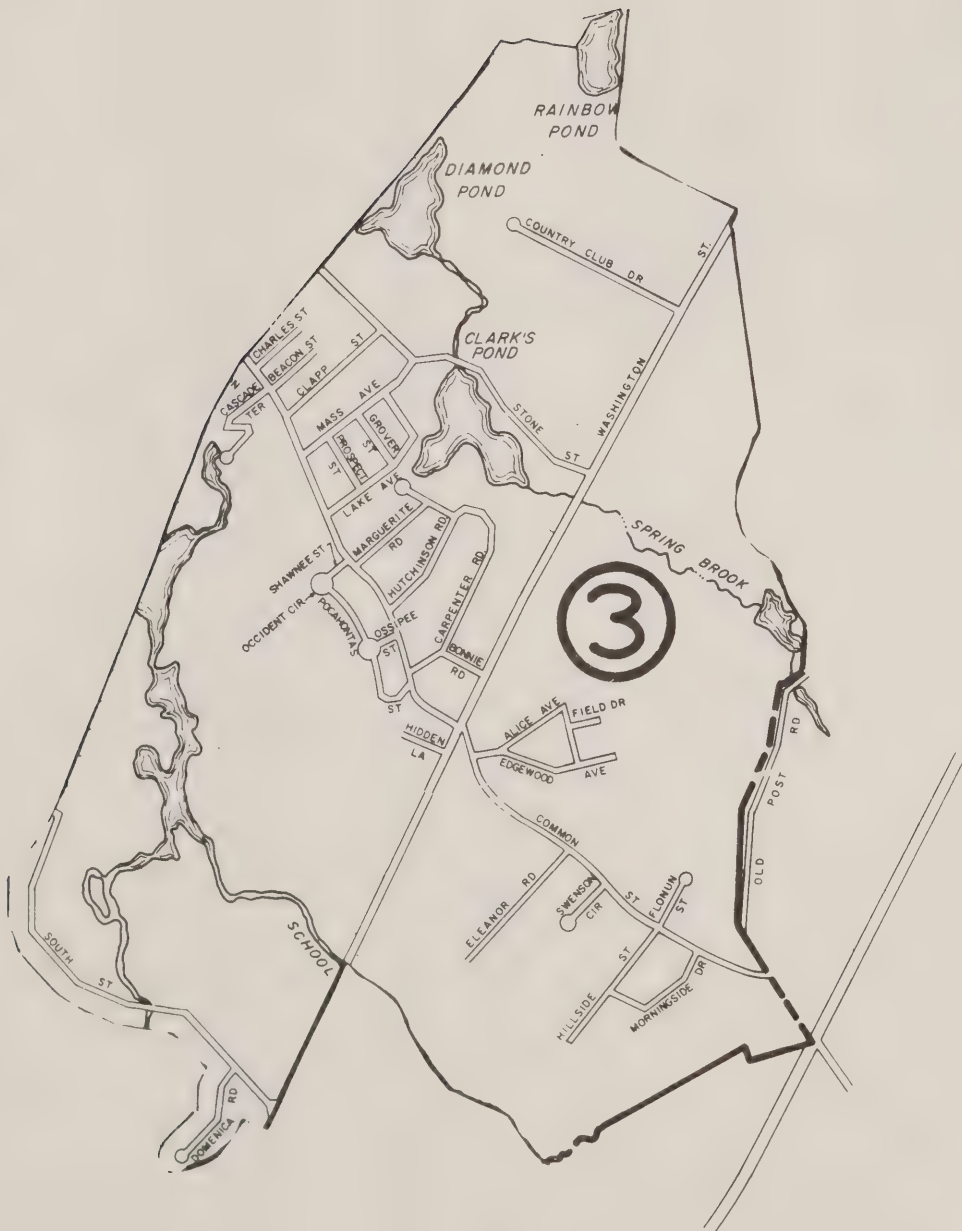 RAINBOW
POND
DIAMOND
POND
COUNTRY CLUB DR
WASHINGTON ST.
CHARLES ST
BEACON ST
CLAPP ST
CLARK'S
POND
N
CASCADE
TER
MASS AVE
STONE ST
GROVER
PROSPECT ST
ST
LAKE AVE
MARGUERITE
RD
HUTCHINSON RD
CARPENTER RD
SHAWNEE ST
OCCIDENT CIR
POCAHONTAS
ST
OSSIPEE
ST
BONNIE
RD
SPRING BROOK
3
HIDDEN
LA
ALICE AVE
FIELD DR
EDGEWOOD AVE
OLD POST RD
COMMON ST
ELEANOR RD
SWENSON
CIR
FLOMUN
ST
HILLSIDE ST
MORNINGSIDE DR
SCHOOL
SOUTH ST
DOMENICA RD